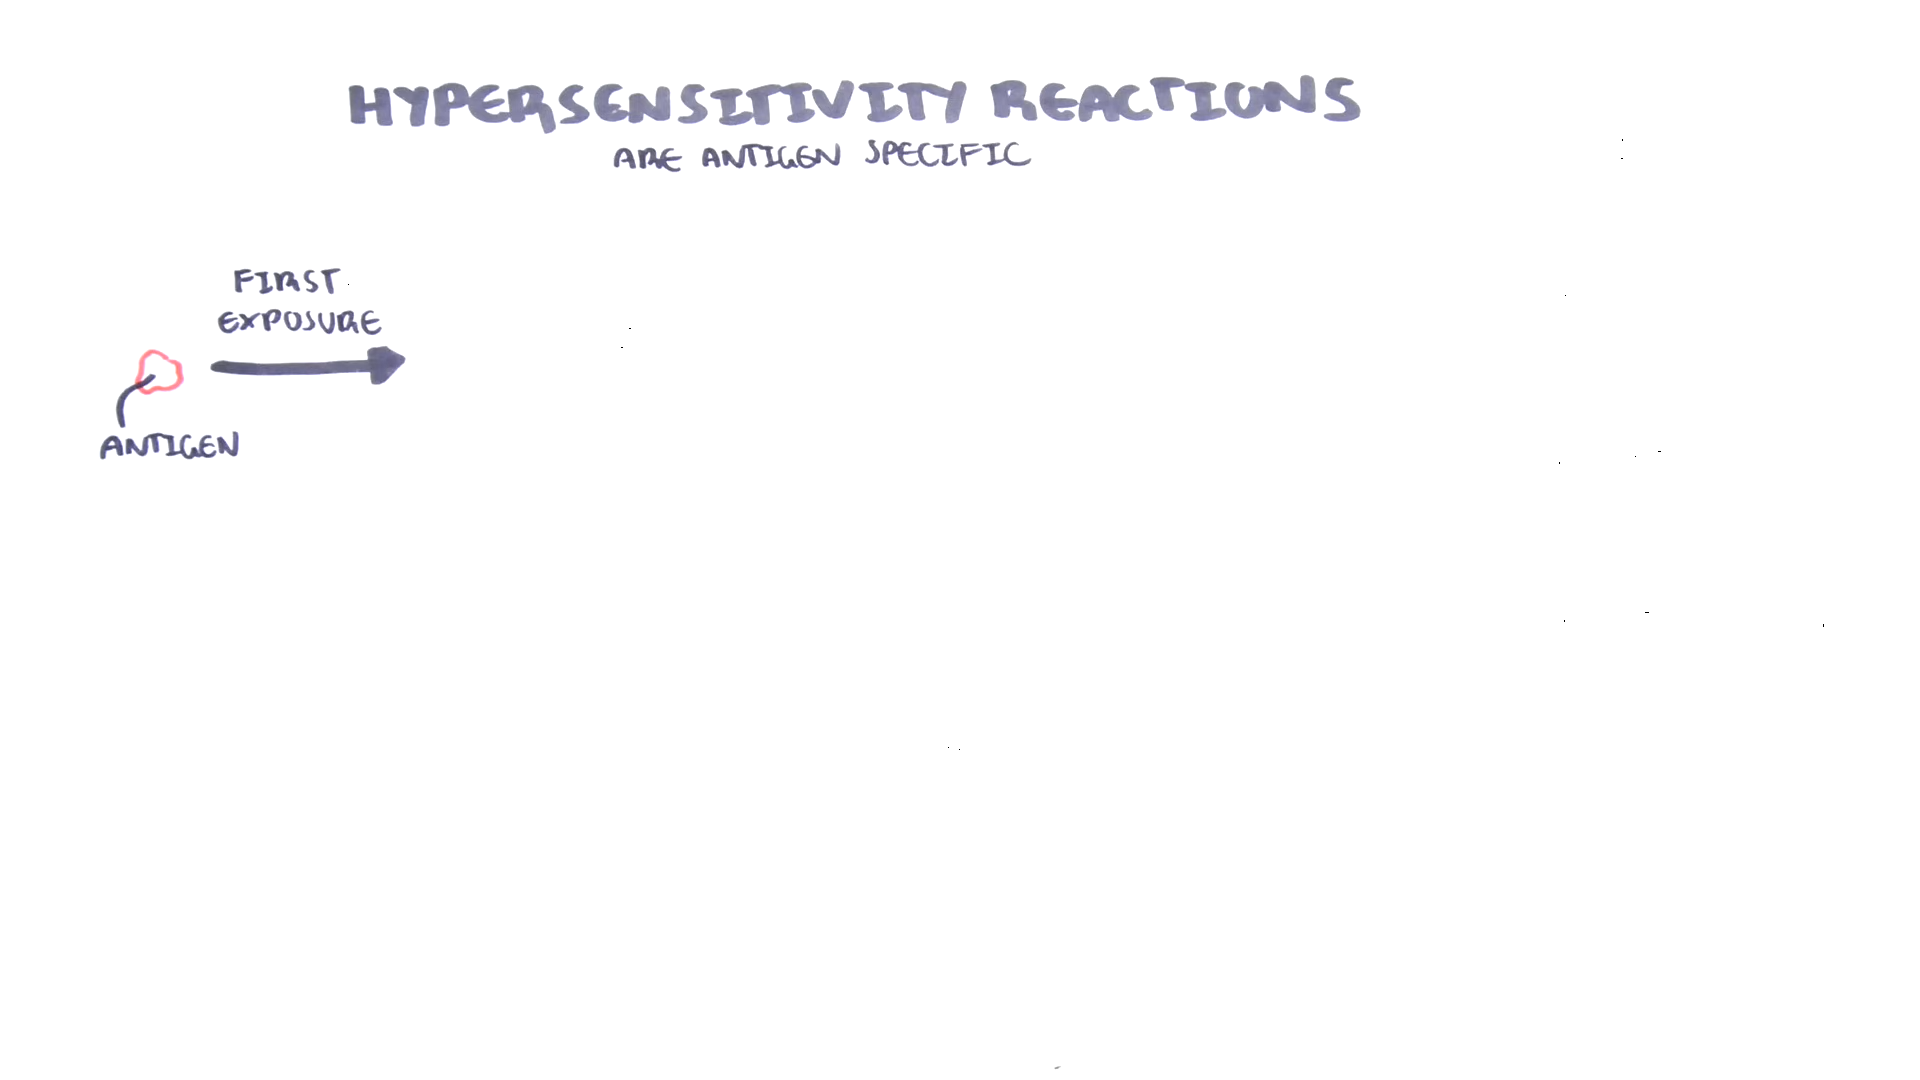 HYPERSENSITIVITY REACTIONS
ARE ANTIGEN SPECIFIC
FIRST
EXPOSURE
ANTIGEN